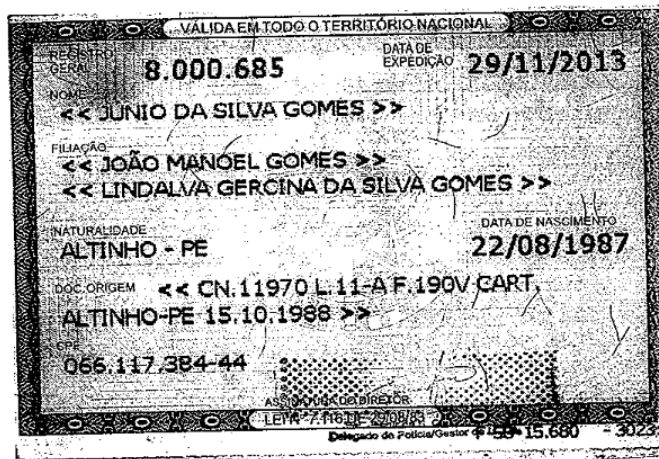 VÁLIDA EM TODO O TERRITÓRIO NACIONAL
REGISTRO GERAL 8.000.685 DATA DE EXPEDIÇÃO 29/11/2013
NOME
<< JUNIO DA SILVA GOMES >>
FILIAÇÃO
<< JOÃO MANOEL GOMES >>
<< LINDALVA GERCINA DA SILVA GOMES >>
NATURALIDADE DATA DE NASCIMENTO
ALTINHO - PE 22/08/1987
DOC. ORIGEM << CN.11970 L.11-A F.190V CART.
ALTINHO-PE 15.10.1988 >>
CPF
066.117.384-44
ASSINATURA DO DIRETOR
LEI Nº 7.116 DE 29/08/83
Delegado de Polícia/Gestor 15.680 - 3023